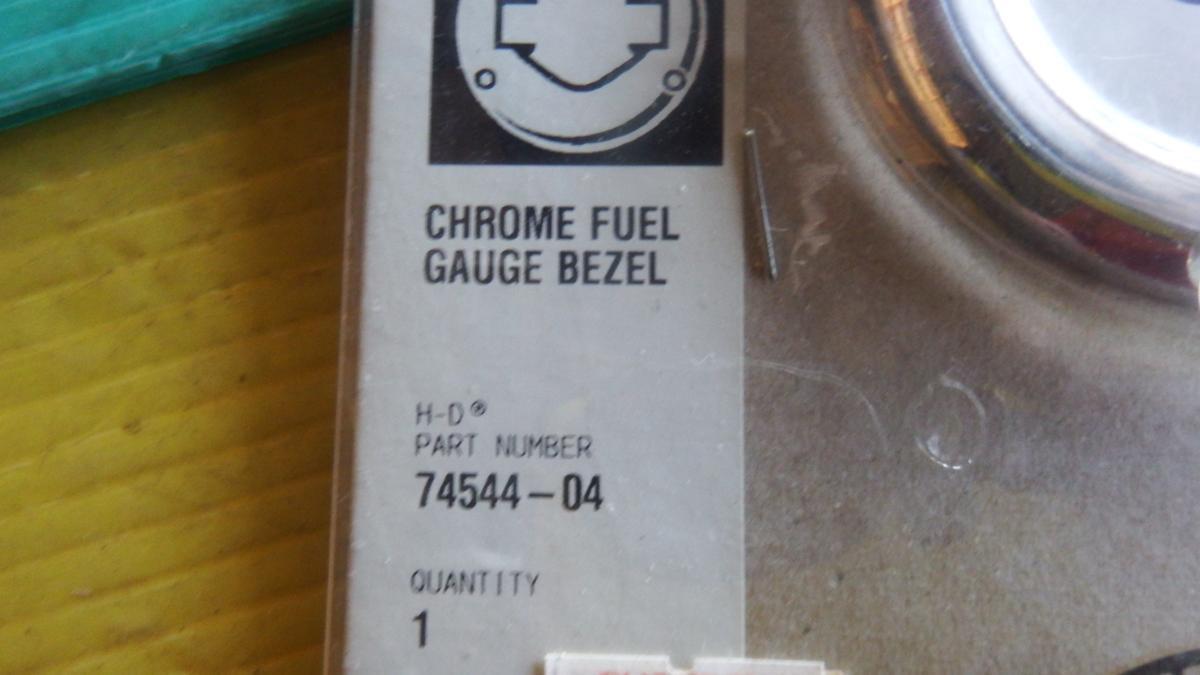 CHROME FUEL
GAUGE BEZEL
H-D®
PART NUMBER
74544-04
QUANTITY
1